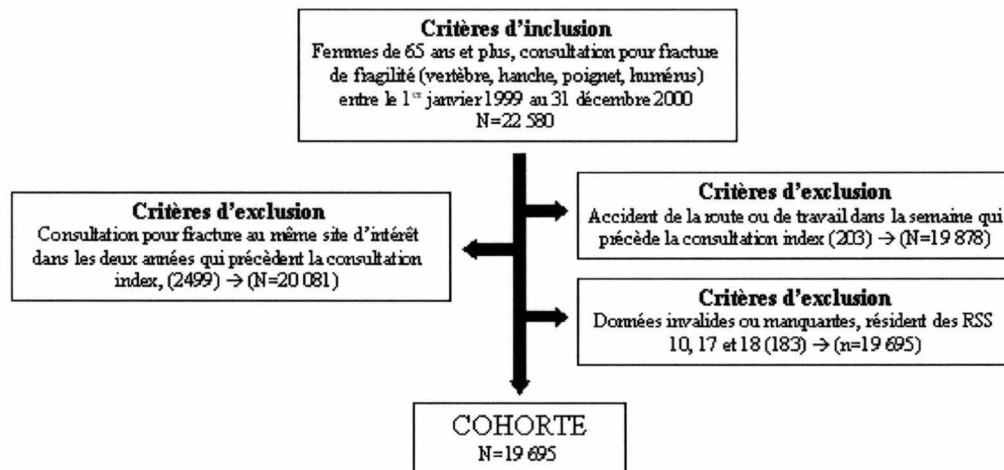 Critères d'inclusion
Femmes de 65 ans et plus, consultation pour fracture
de fragilité (vertèbre, hanche, poignet, humérus)
entre le 1er janvier 1999 au 31 décembre 2000
N=22 580
Critères d'exclusion
Consultation pour fracture au même site d'intérêt
dans les deux années qui précèdent la consultation
index, (2499) → (N=20 081)
Critères d'exclusion
Accident de la route ou de travail dans la semaine qui
précède la consultation index (203) → (N=19 878)
Critères d'exclusion
Données invalides ou manquantes, résident des RSS
10, 17 et 18 (183) → (n=19 695)
COHORTE
N=19 695